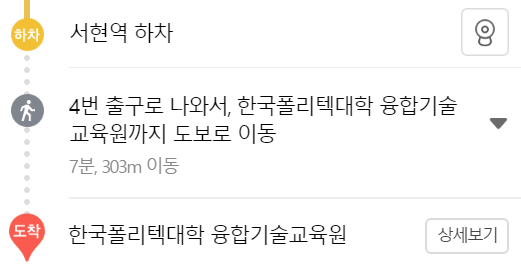 하차
서현역 하차
4번 출구로 나와서, 한국폴리텍대학 융합기술
교육원까지 도보로 이동
7분, 303m 이동
도착
한국폴리텍대학 융합기술교육원
상세보기